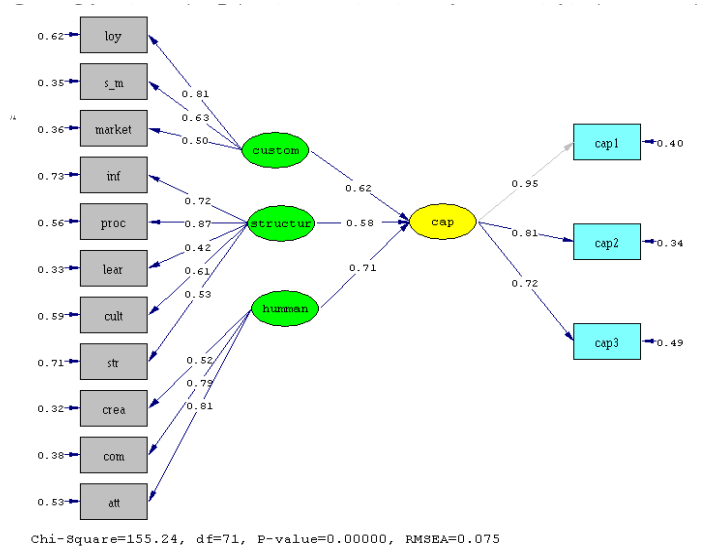 0.62 loy
0.35 s_m
0.36 market
0.73 inf
0.56 proc
0.33 lear
0.59 cult
0.71 str
0.32 crea
0.38 com
0.53 att
0.81
0.63
0.50
0.72
0.87
0.42
0.61
0.53
0.52
0.79
0.81
custom
structur
humman
0.62
0.58
0.71
cap
0.95
0.81
0.72
cap1 0.40
cap2 0.34
cap3 0.49
Chi-Square=155.24, df=71, P-value=0.00000, RMSEA=0.075